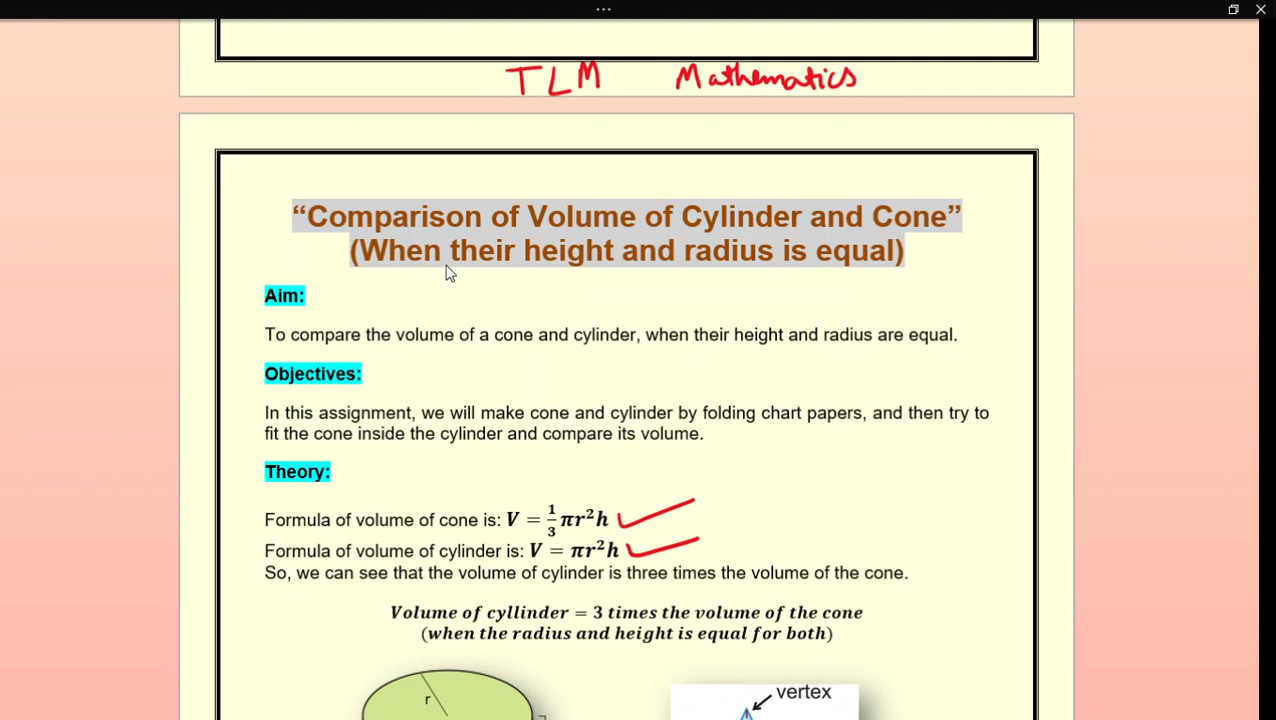 TLM Mathematics
“Comparison of Volume of Cylinder and Cone”
(When their height and radius is equal)
Aim:
To compare the volume of a cone and cylinder, when their height and radius are equal.
Objectives:
In this assignment, we will make cone and cylinder by folding chart papers, and then try to
fit the cone inside the cylinder and compare its volume.
Theory:
Formula of volume of cone is: V = 1/3 πr²h
Formula of volume of cylinder is: V = πr²h
So, we can see that the volume of cylinder is three times the volume of the cone.
Volume of cyllinder = 3 times the volume of the cone
(when the radius and height is equal for both)
vertex
r